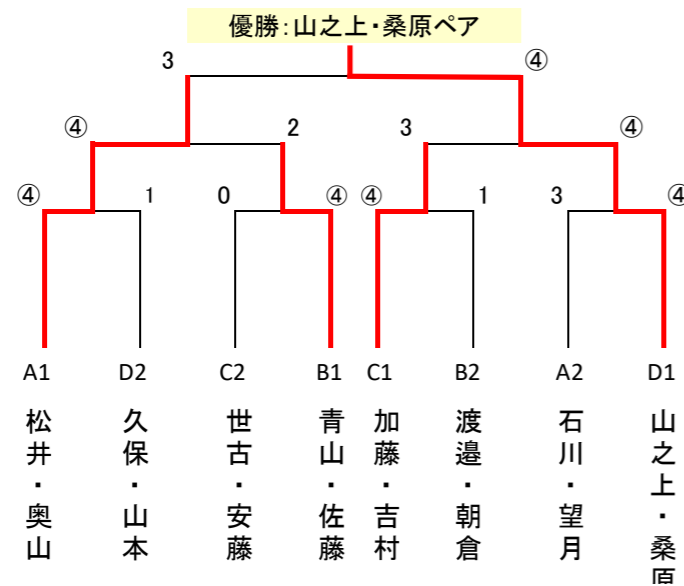 優勝：山之上・桑原ペア
3 ④
④ 2 3 ④
④ 1 0 ④ ④ 1 3 ④
A1 D2 C2 B1 C1 B2 A2 D1
松井・奥山
久保・山本
世古・安藤
青山・佐藤
加藤・吉村
渡邉・朝倉
石川・望月
山之上・桑原